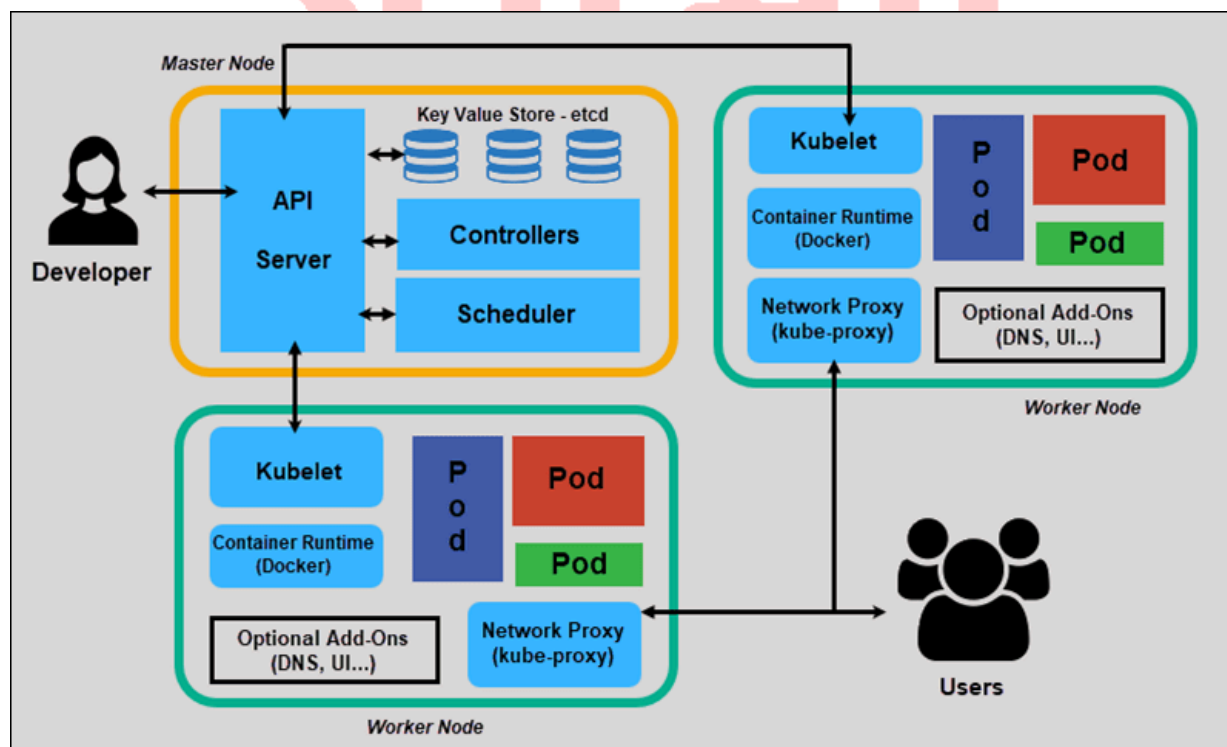 Master Node
Key Value Store - etcd
API
Server
Controllers
Scheduler
Developer
Kubelet
Container Runtime
(Docker)
Network Proxy
(kube-proxy)
P
o
d
Pod
Pod
Optional Add-Ons
(DNS, UI...)
Worker Node
Kubelet
Container Runtime
(Docker)
P
o
d
Pod
Pod
Optional Add-Ons
(DNS, UI...)
Network Proxy
(kube-proxy)
Worker Node
Users